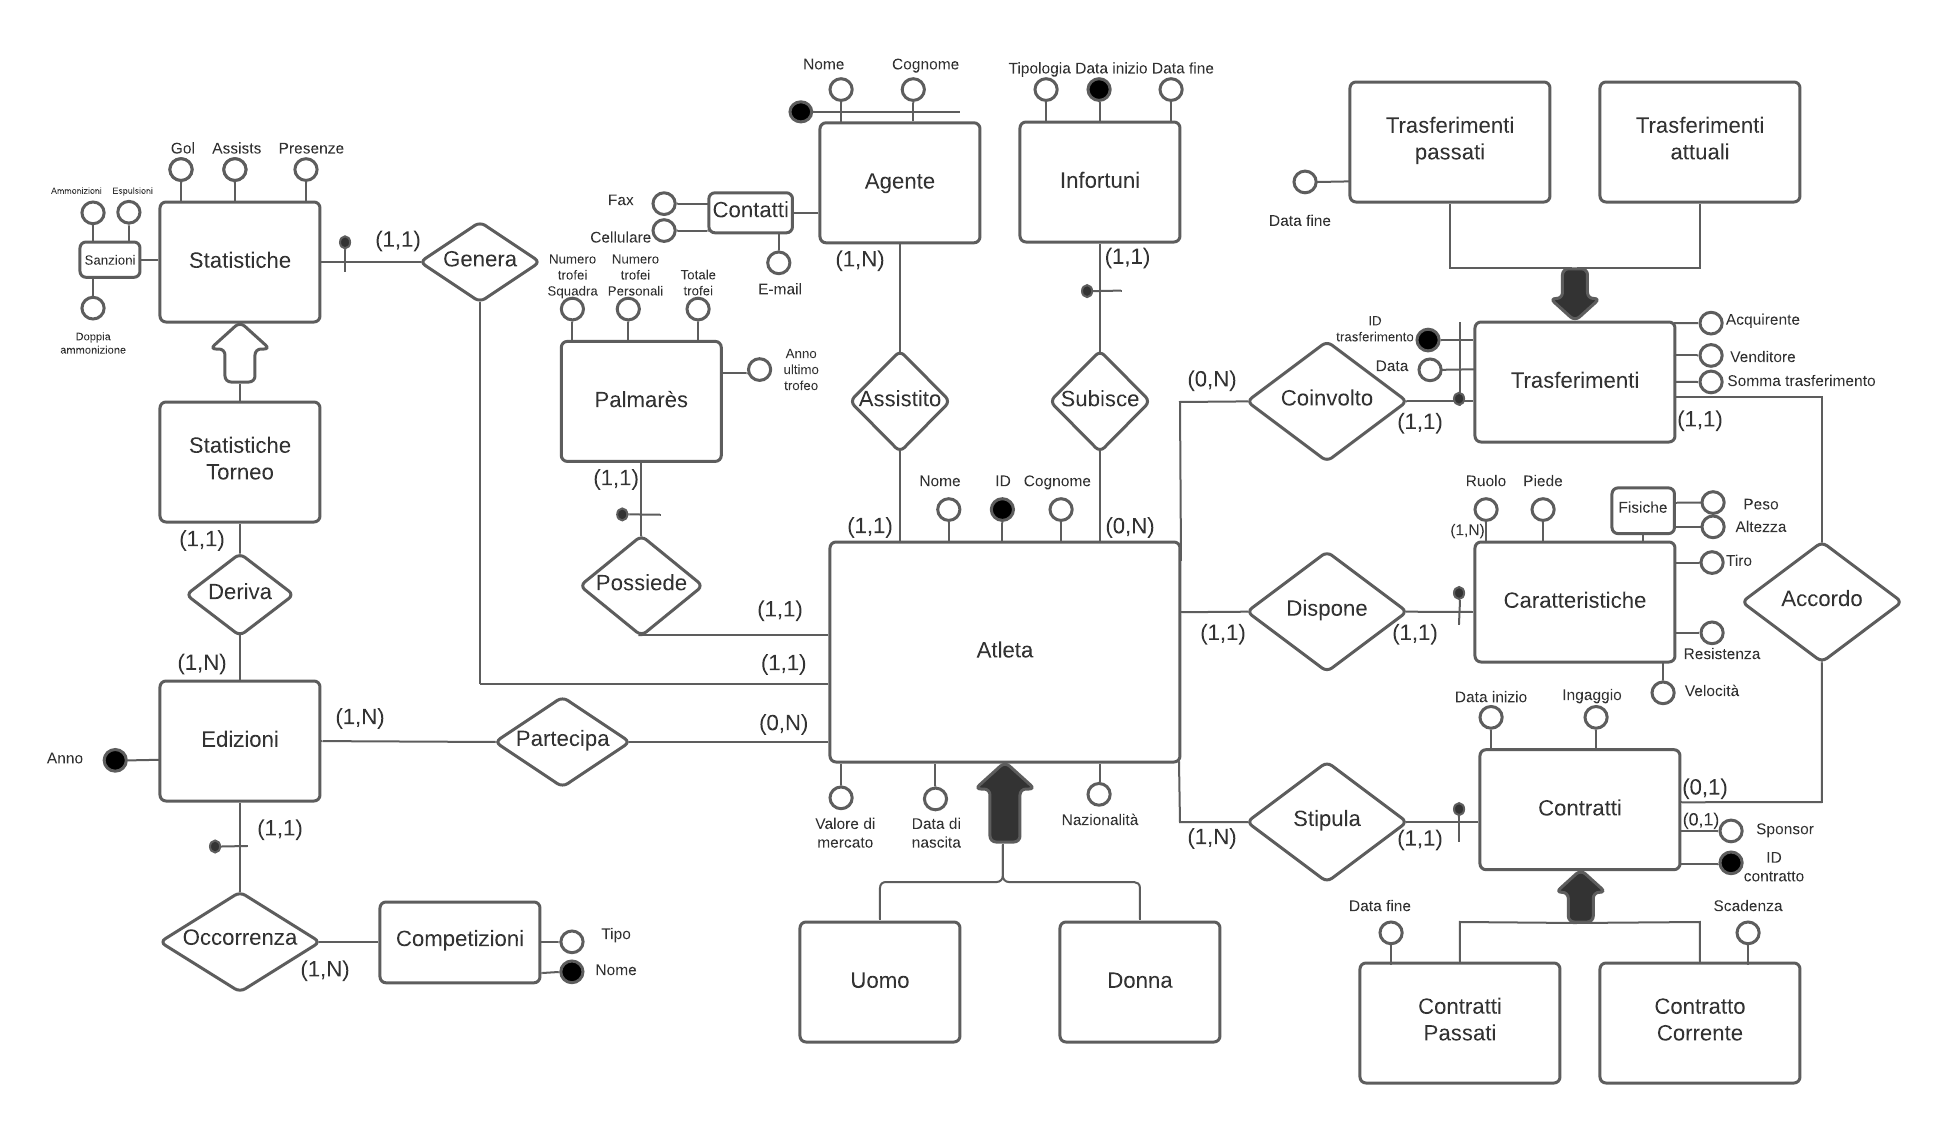 Nome
Cognome
Tipologia
Data inizio
Data fine
Agente
Infortuni
Trasferimenti
passati
Trasferimenti
attuali
Data fine
Gol
Assists
Presenze
Ammonizioni
Espulsioni
Sanzioni
Doppia
ammonizione
Statistiche
(1,1)
Genera
Fax
Cellulare
Contatti
E-mail
(1,N)
(1,1)
Numero
trofei
Squadra
Numero
trofei
Personali
Totale
trofei
Anno
ultimo
trofeo
Palmarès
(1,1)
Assistito
Subisce
(0,N)
Coinvolto
(1,1)
ID
trasferimento
Data
Trasferimenti
Acquirente
Venditore
Somma trasferimento
(1,1)
Statistiche
Torneo
(1,1)
Deriva
(1,N)
Possiede
(1,1)
(1,1)
Nome
ID
Cognome
(1,1)
(0,N)
Atleta
(1,1)
Dispone
(1,1)
Ruolo
(1,N)
Piede
Fisiche
Peso
Altezza
Tiro
Caratteristiche
Resistenza
Velocità
Accordo
Anno
Edizioni
(1,N)
Partecipa
(0,N)
(1,1)
Valore di
mercato
Data di
nascita
Nazionalità
(1,N)
Stipula
(1,1)
Data inizio
Ingaggio
Contratti
(0,1)
(0,1)
Sponsor
ID
contratto
Occorrenza
(1,N)
Competizioni
Tipo
Nome
Uomo
Donna
Data fine
Scadenza
Contratti
Passati
Contratto
Corrente